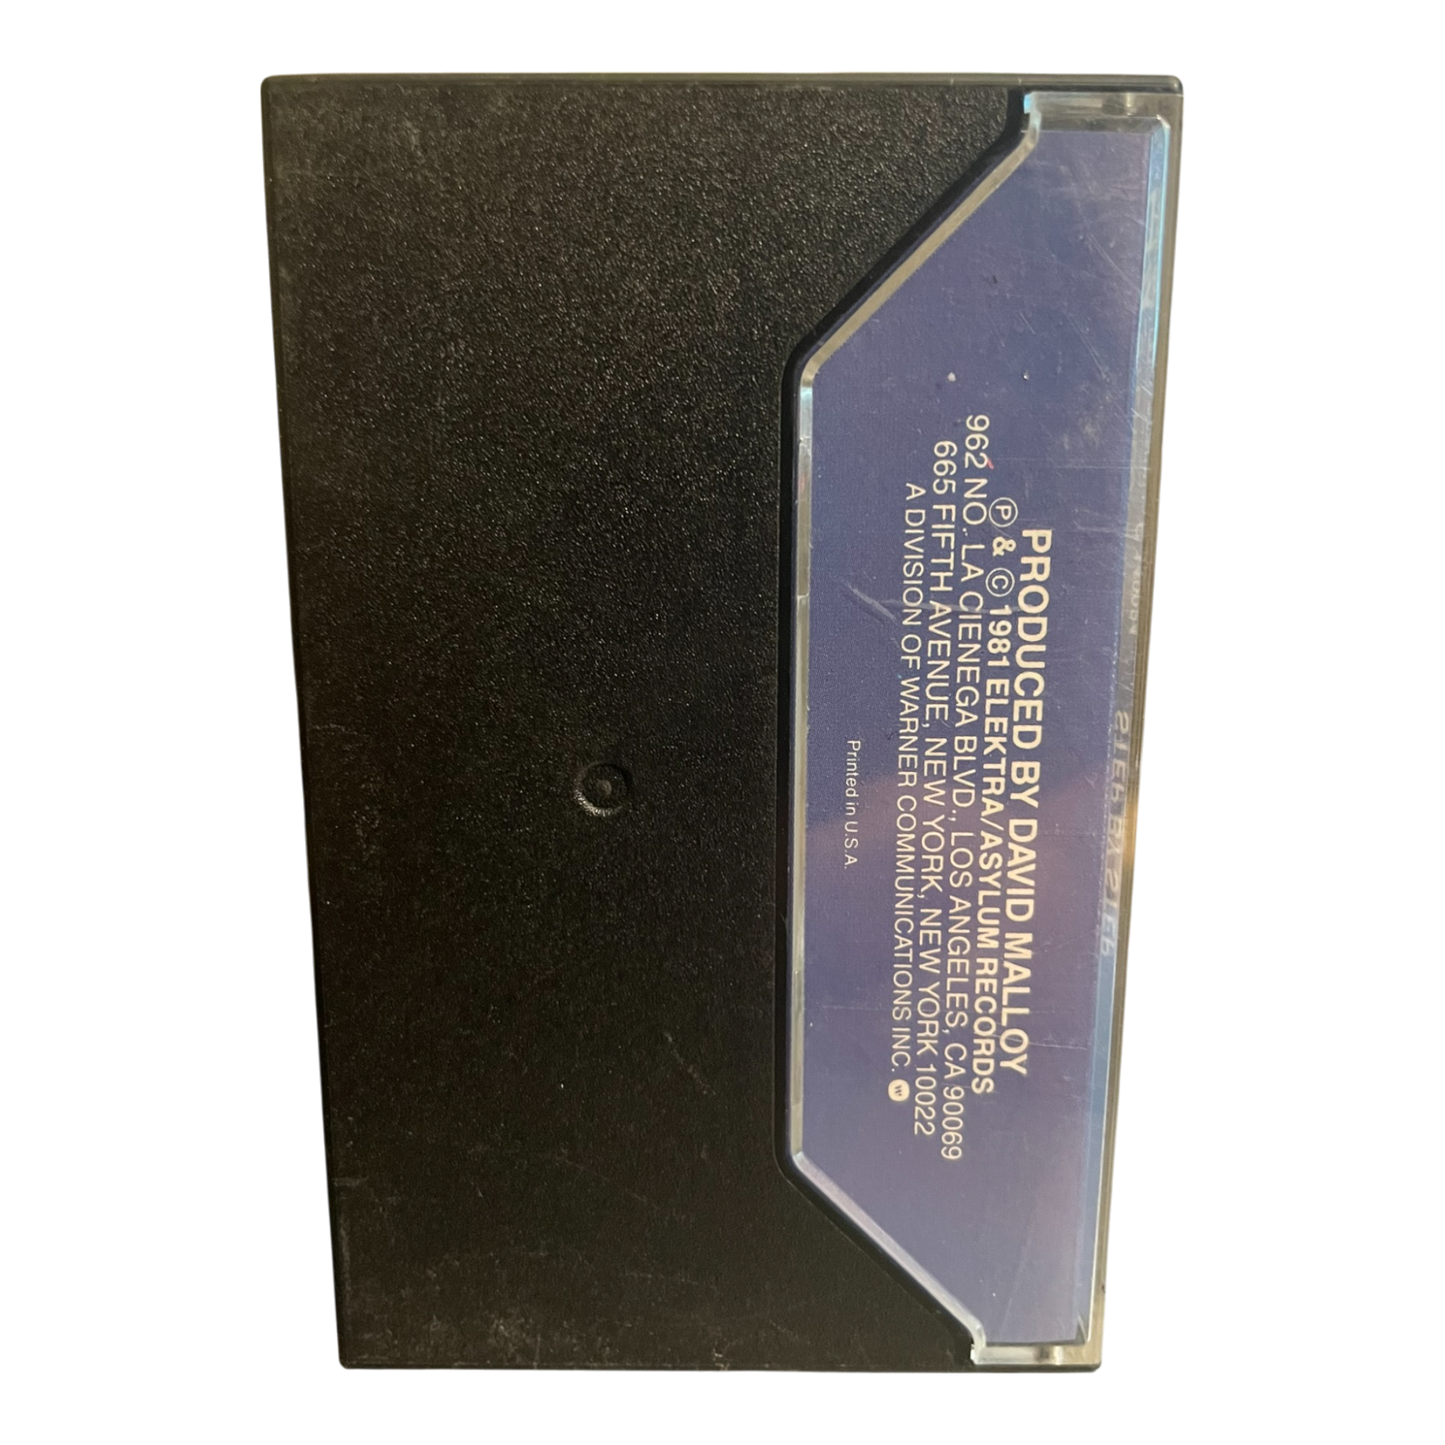 PRODUCED BY DAVID MALLOY
Ⓟ & © 1981 ELEKTRA/ASYLUM RECORDS
962 NO. LA CIENEGA BLVD., LOS ANGELES, CA 90069
665 FIFTH AVENUE, NEW YORK, NEW YORK 10022
A DIVISION OF WARNER COMMUNICATIONS INC. W
Printed in U.S.A.